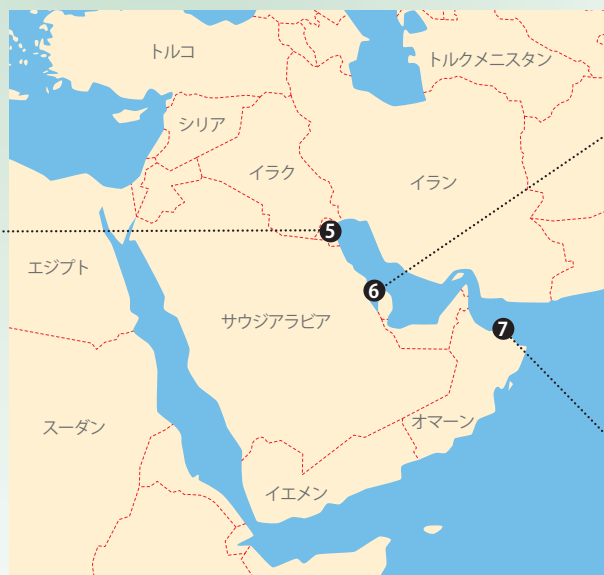 トルコ
トルクメニスタン
シリア
イラク
イラン
5
エジプト
6
サウジアラビア
7
スーダン
オマーン
イエメン